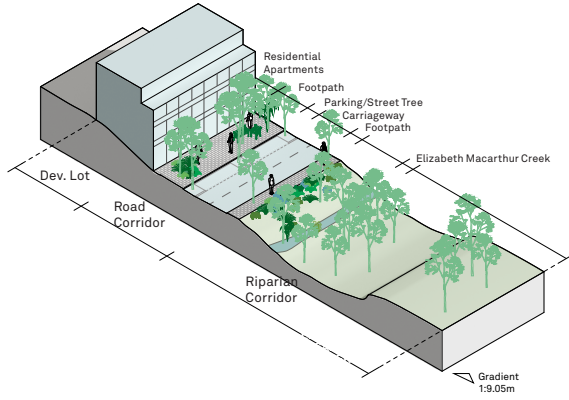 Residential
Apartments
Footpath
Parking/Street Tree
Carriageway
Footpath
Elizabeth Macarthur Creek
Dev. Lot
Road
Corridor
Riparian
Corridor
Gradient
1:9.05m